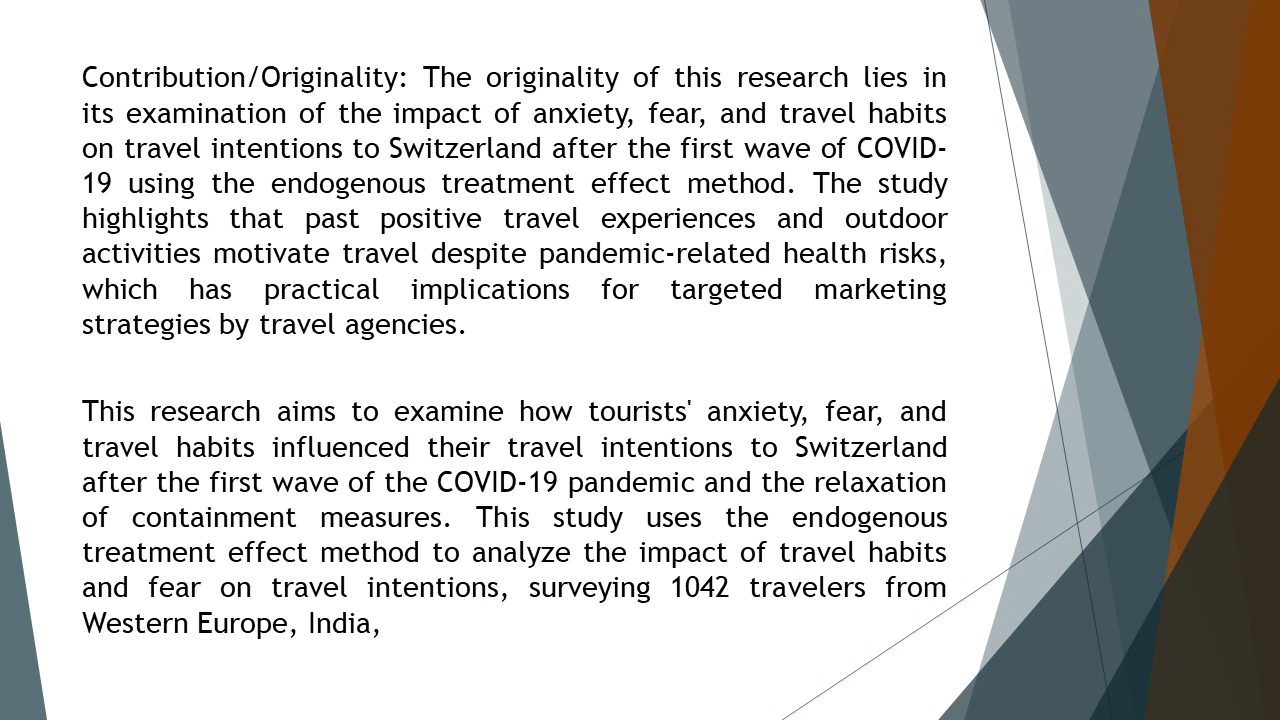 Contribution/Originality: The originality of this research lies in
its examination of the impact of anxiety, fear, and travel habits
on travel intentions to Switzerland after the first wave of COVID-
19 using the endogenous treatment effect method. The study
highlights that past positive travel experiences and outdoor
activities motivate travel despite pandemic-related health risks,
which has practical implications for targeted marketing
strategies by travel agencies.
This research aims to examine how tourists' anxiety, fear, and
travel habits influenced their travel intentions to Switzerland
after the first wave of the COVID-19 pandemic and the relaxation
of containment measures. This study uses the endogenous
treatment effect method to analyze the impact of travel habits
and fear on travel intentions, surveying 1042 travelers from
Western Europe, India,